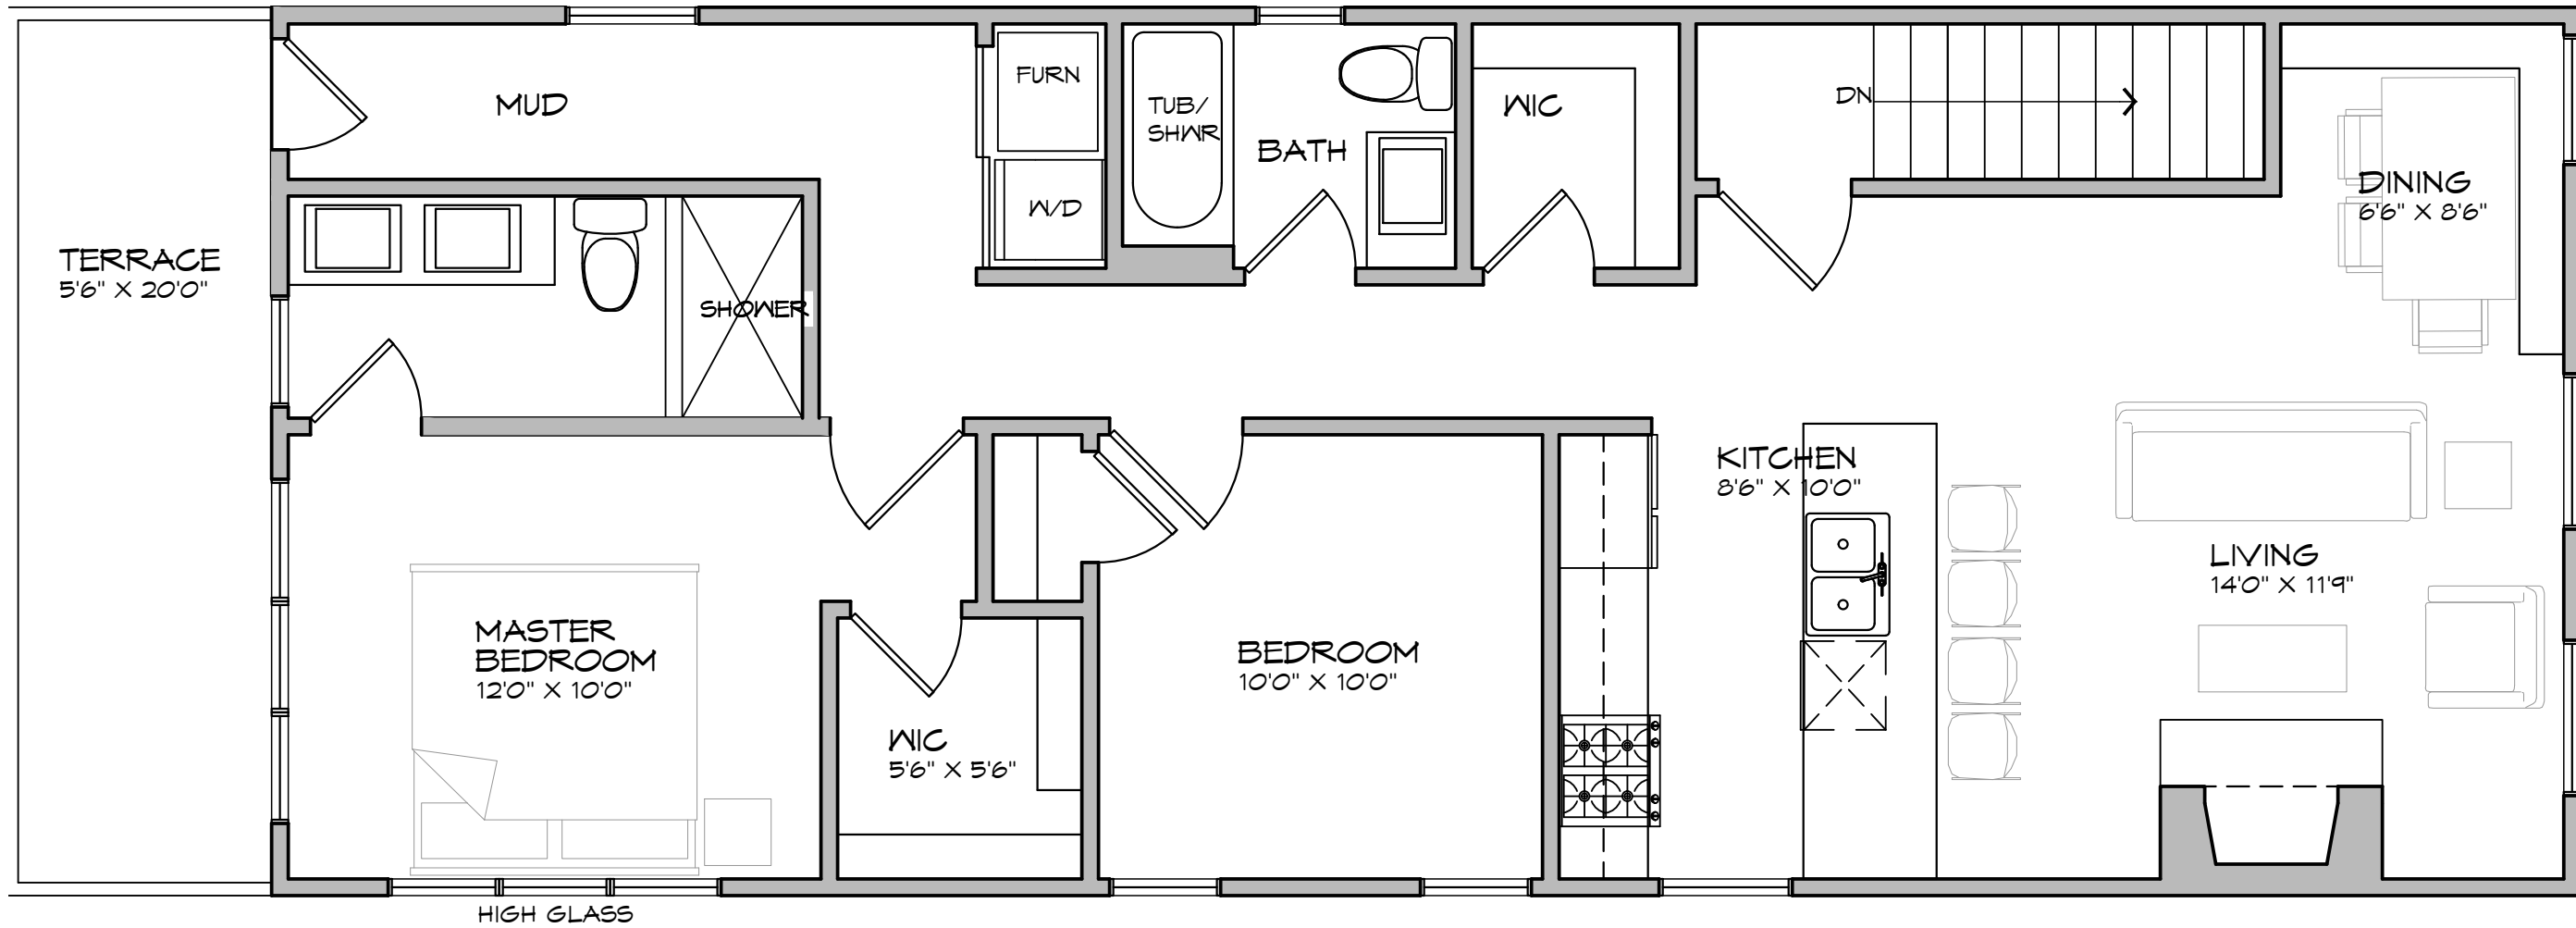 MUD
FURN
W/D
TUB/
SHWR
BATH
WIC
DN
DINING
6'6" X 8'6"
TERRACE
5'6" X 20'0"
SHOWER
KITCHEN
8'6" X 10'0"
LIVING
14'0" X 11'9"
MASTER
BEDROOM
12'0" X 10'0"
WIC
5'6" X 5'6"
BEDROOM
10'0" X 10'0"
HIGH GLASS